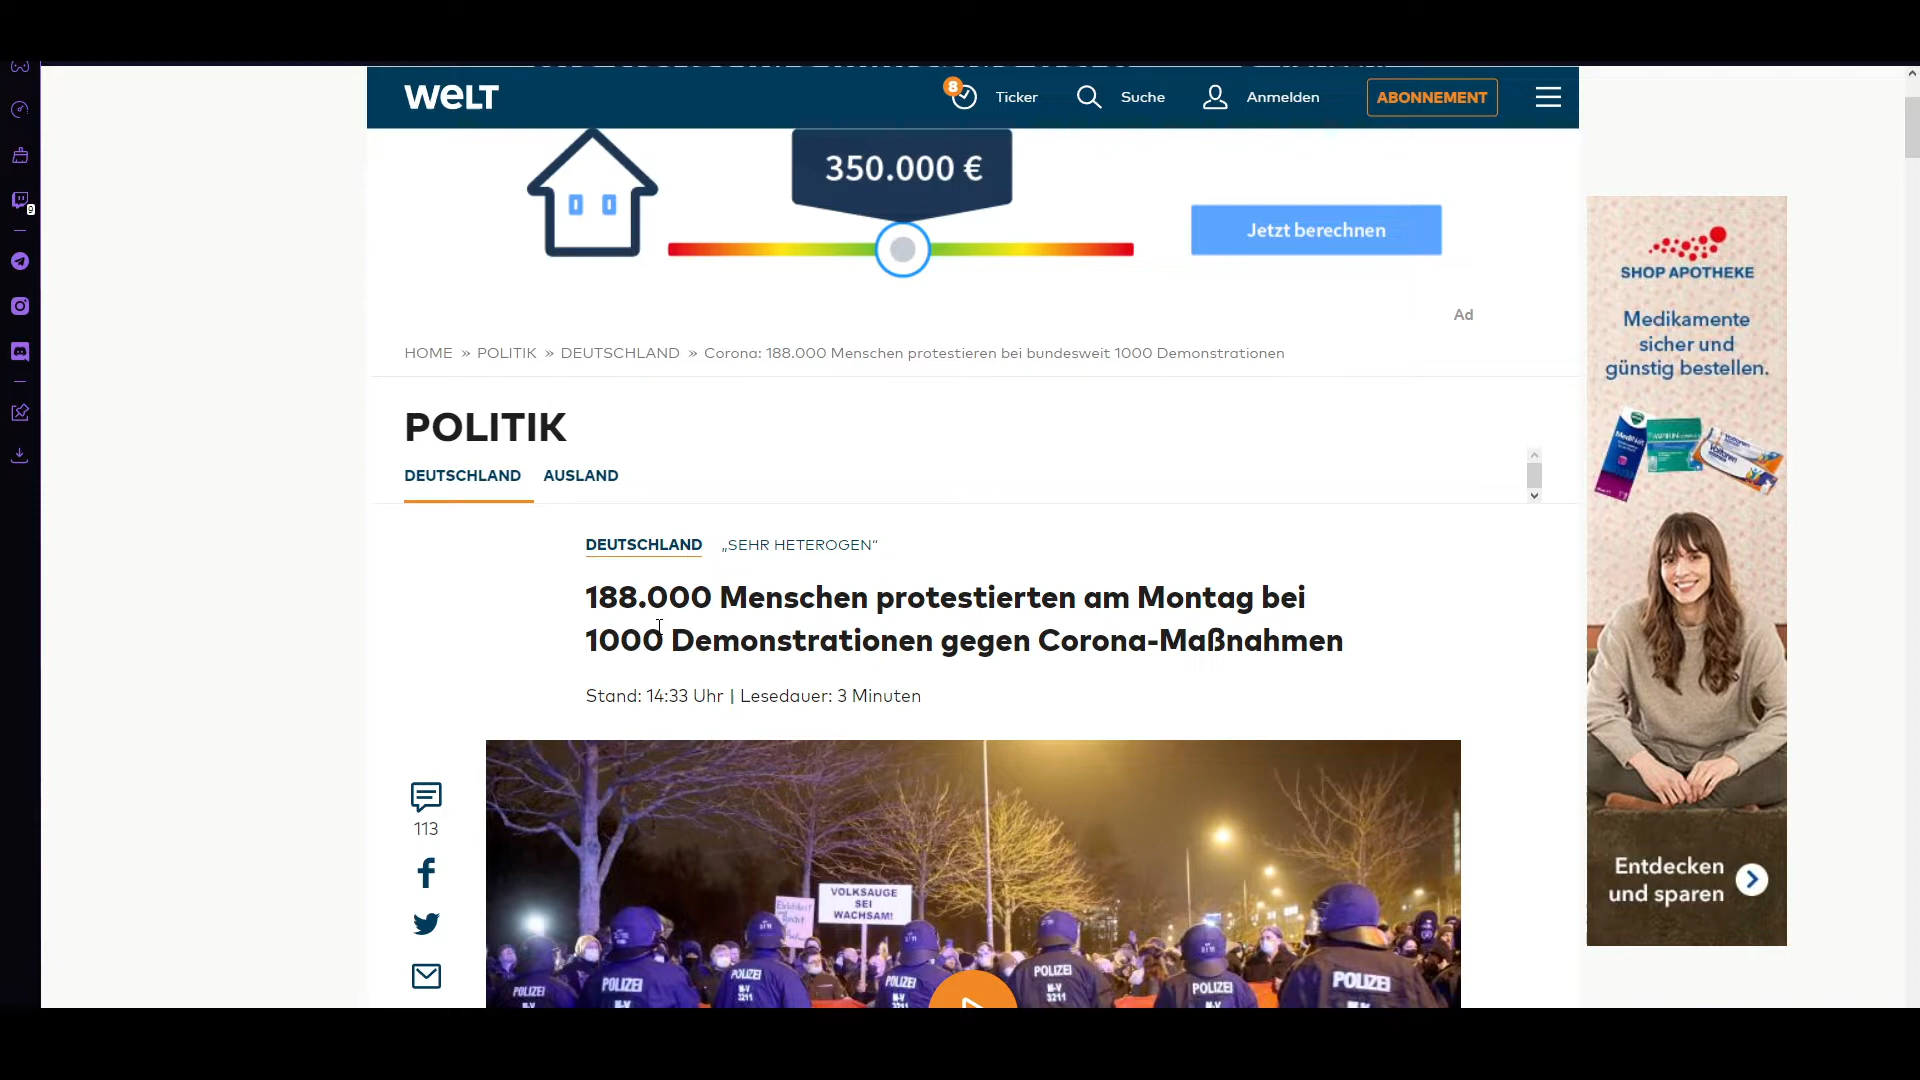 WELT
8
Ticker
Suche
Anmelden
ABONNEMENT
350.000 €
Jetzt berechnen
Ad
HOME » POLITIK » DEUTSCHLAND » Corona: 188.000 Menschen protestieren bei bundesweit 1000 Demonstrationen
POLITIK
DEUTSCHLAND AUSLAND
DEUTSCHLAND „SEHR HETEROGEN“
188.000 Menschen protestierten am Montag bei
1000 Demonstrationen gegen Corona-Maßnahmen
Stand: 14:33 Uhr | Lesedauer: 3 Minuten
113
VOLKSAUGE
SEI
WACHSAM!
POLIZEI
POLIZEI
POLIZEI
POLIZEI
M-V
3211
POLIZEI
M-V
3211
POLIZEI
M-V
POLIZEI
M-V
SHOP APOTHEKE
Medikamente
sicher und
günstig bestellen.
Entdecken
und sparen